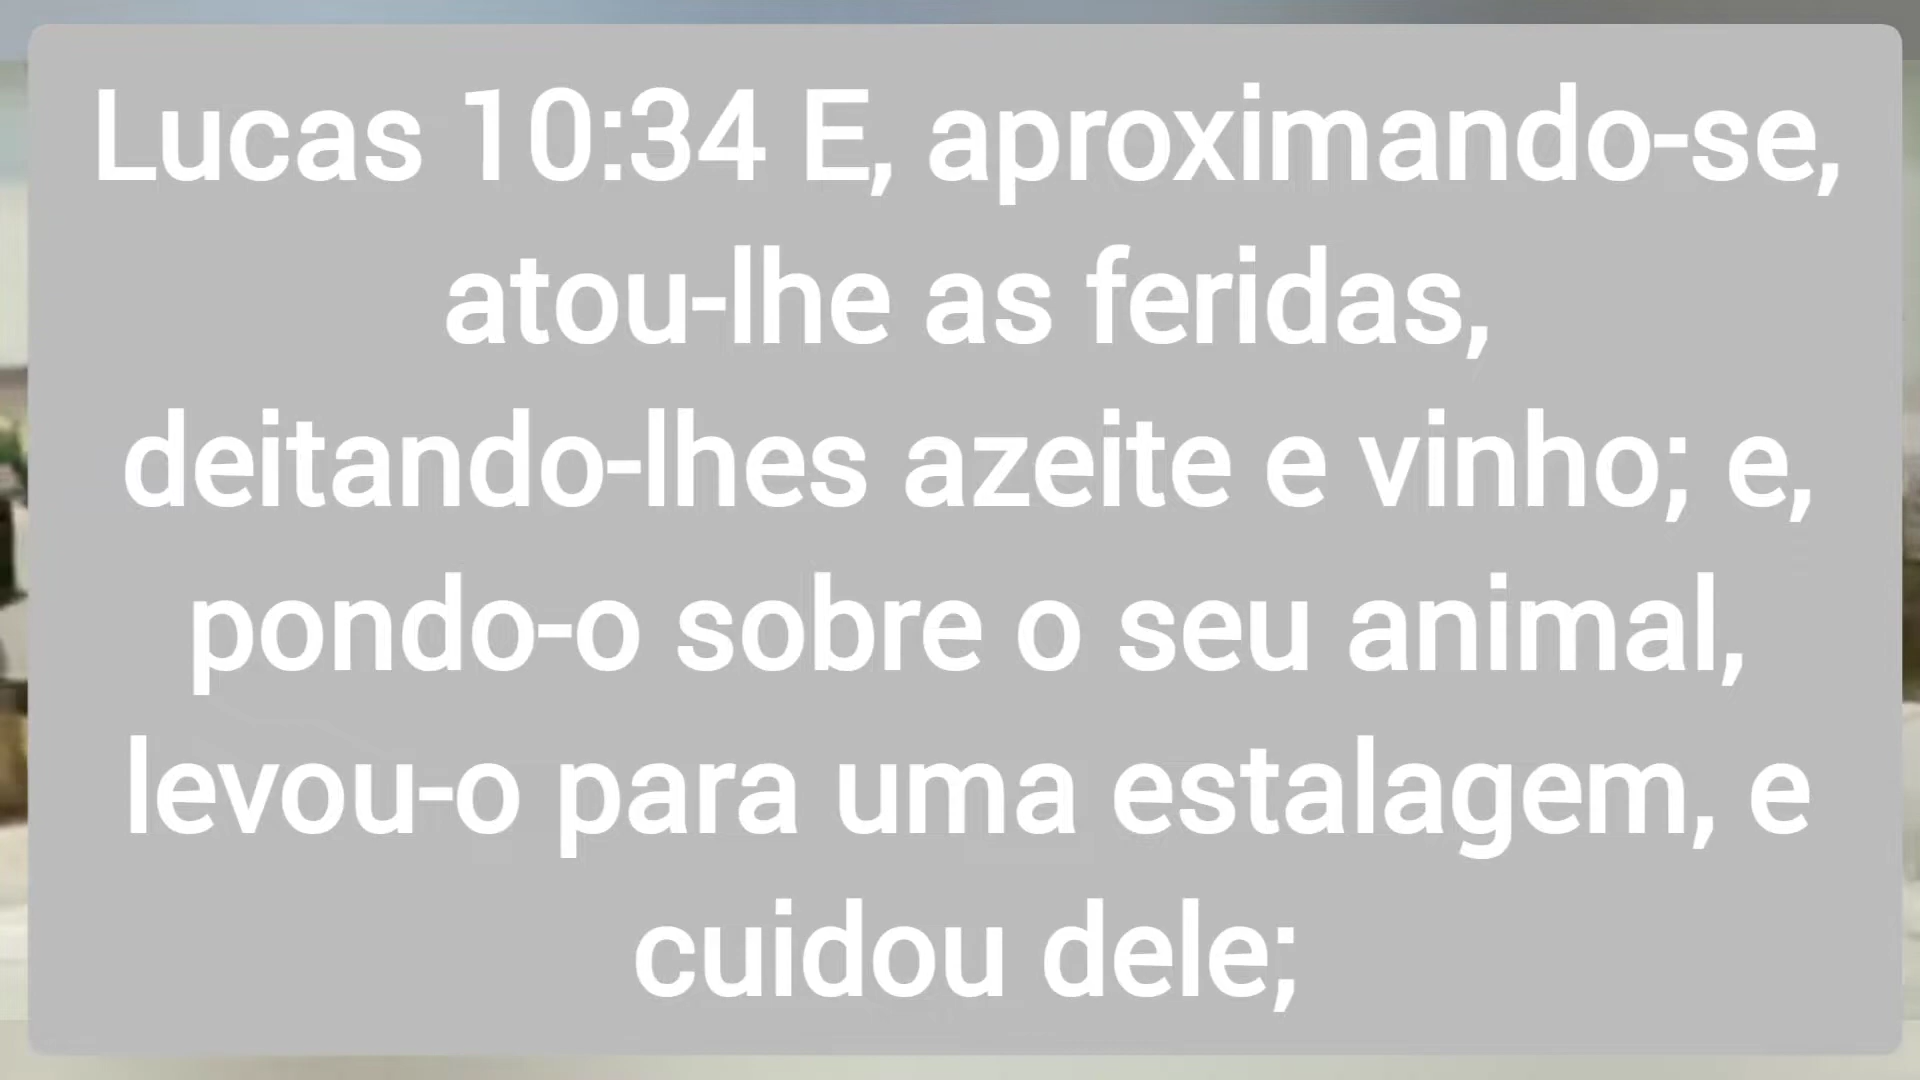 Lucas 10:34 E, aproximando-se,
atou-lhe as feridas,
deitando-lhes azeite e vinho; e,
pondo-o sobre o seu animal,
levou-o para uma estalagem, e
cuidou dele;